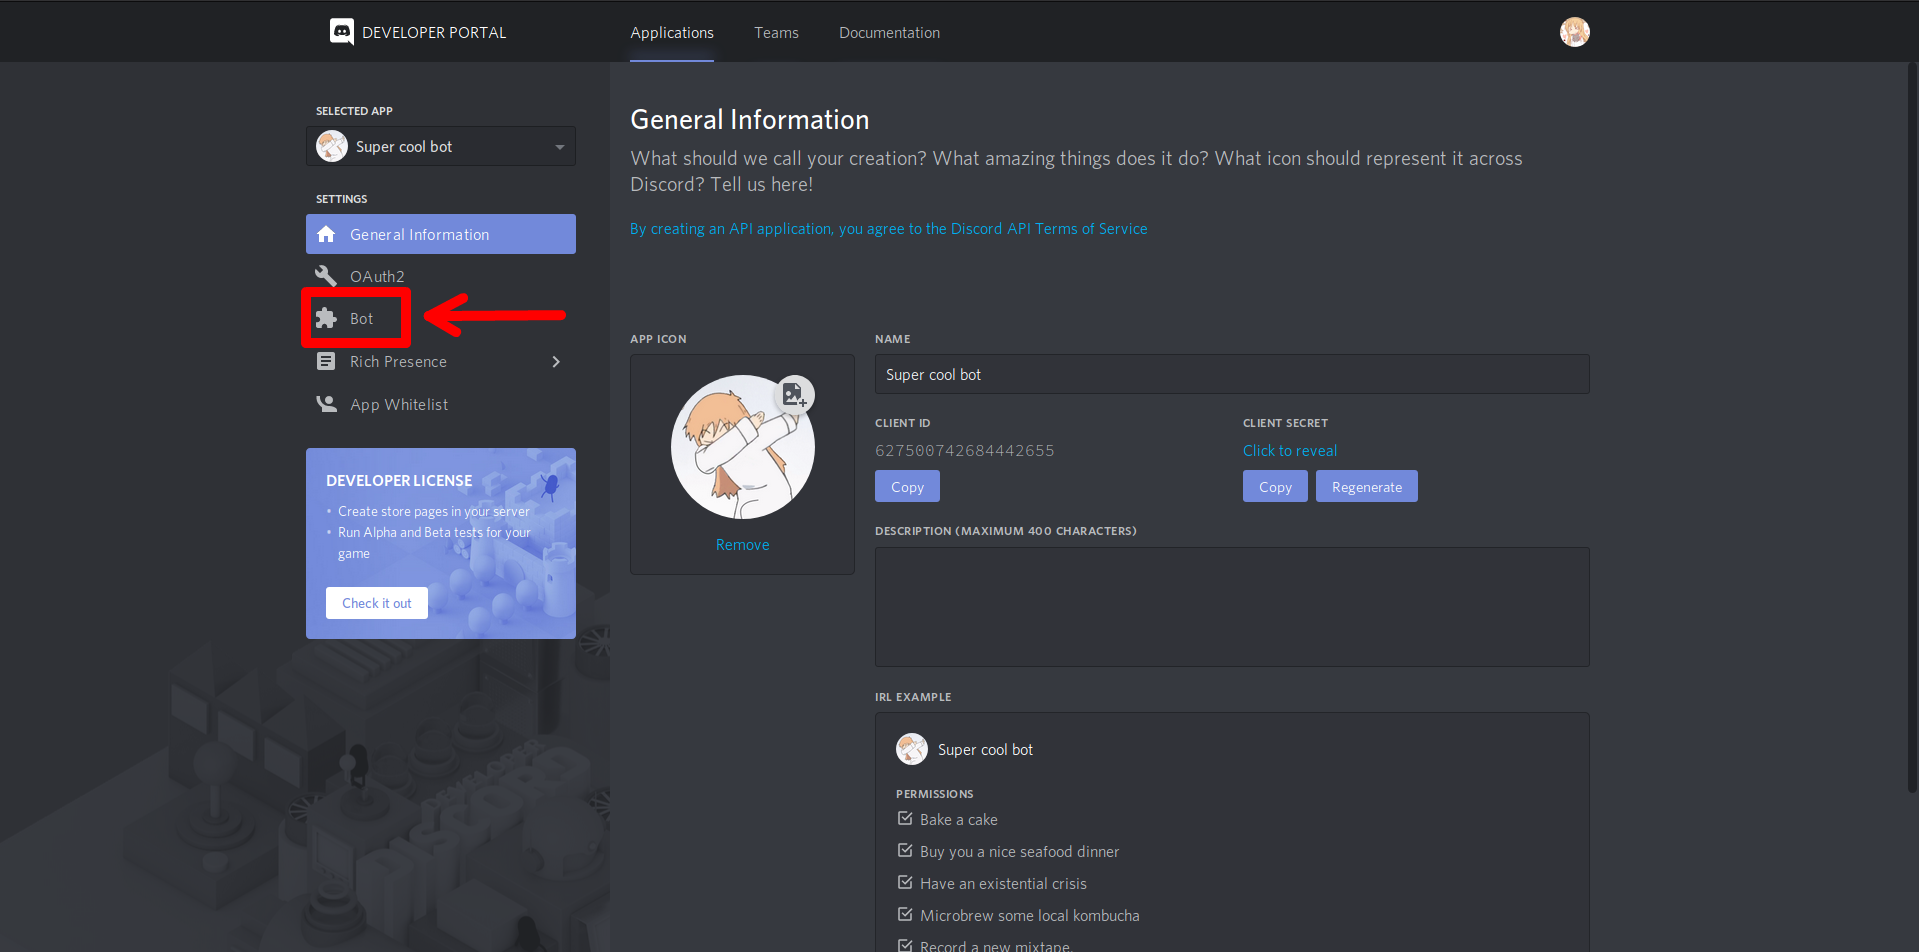 DEVELOPER PORTAL
Applications
Teams
Documentation
SELECTED APP
Super cool bot
SETTINGS
General Information
OAuth2
Bot
Rich Presence
App Whitelist
DEVELOPER LICENSE
• Create store pages in your server
• Run Alpha and Beta tests for your
game
Check it out
General Information
What should we call your creation? What amazing things does it do? What icon should represent it across
Discord? Tell us here!
By creating an API application, you agree to the Discord API Terms of Service
APP ICON
Remove
NAME
Super cool bot
CLIENT ID
627500742684442655
Copy
CLIENT SECRET
Click to reveal
Copy
Regenerate
DESCRIPTION (MAXIMUM 400 CHARACTERS)
IRL EXAMPLE
Super cool bot
PERMISSIONS
Bake a cake
Buy you a nice seafood dinner
Have an existential crisis
Microbrew some local kombucha
Record a new mixtape.